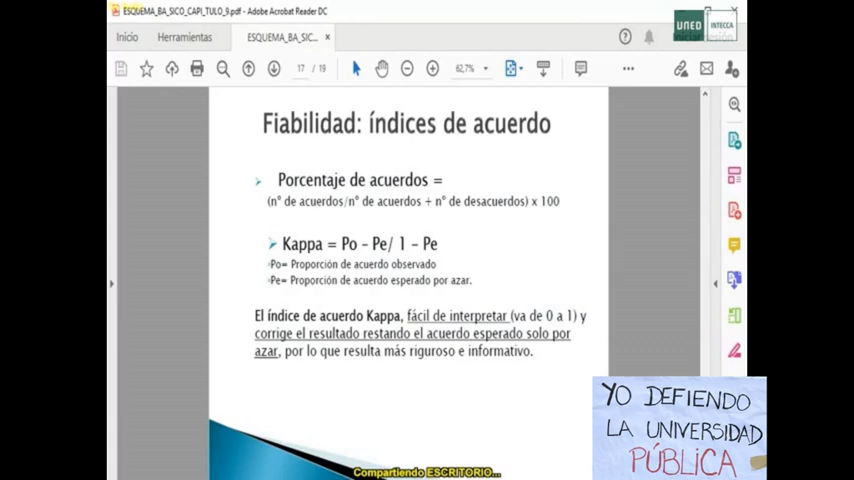 ESQUEMA_BA_SICO_CAPI_TULO_9.pdf - Adobe Acrobat Reader DC
UNED
INTECCA
Inicio
Herramientas
ESQUEMA_BA_SIC... ×
17 / 19
62,7%
Fiabilidad: índices de acuerdo
Porcentaje de acuerdos =
(n° de acuerdos/n° de acuerdos + n° de desacuerdos) x 100
Kappa = Po – Pe/ 1 – Pe
Po= Proporción de acuerdo observado
Pe= Proporción de acuerdo esperado por azar.
El índice de acuerdo Kappa, fácil de interpretar (va de 0 a 1) y
corrige el resultado restando el acuerdo esperado solo por
azar, por lo que resulta más riguroso e informativo.
YO DEFIENDO
LA UNIVERSIDAD
PÚBLICA
Compartiendo ESCRITORIO...